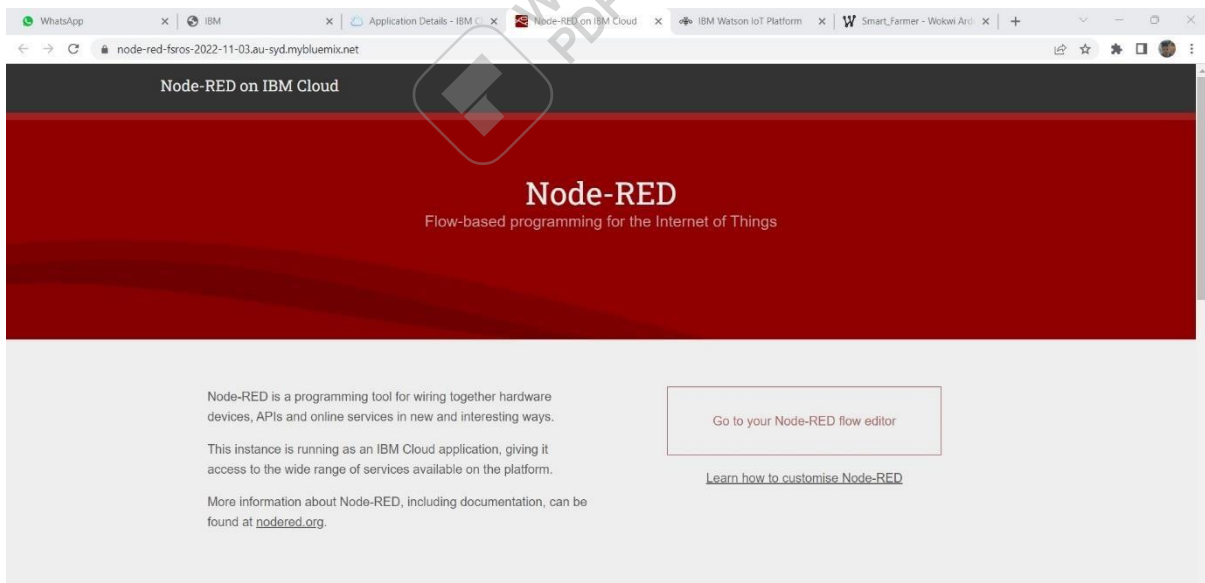 WhatsApp
IBM
Application Details - IBM C
Node-RED on IBM Cloud
IBM Watson IoT Platform
Smart_Farmer - Wokwi Ard
node-red-fsros-2022-11-03.au-syd.mybluemix.net
Node-RED on IBM Cloud
Node-RED
Flow-based programming for the Internet of Things
Node-RED is a programming tool for wiring together hardware
devices, APIs and online services in new and interesting ways.
This instance is running as an IBM Cloud application, giving it
access to the wide range of services available on the platform.
More information about Node-RED, including documentation, can be
found at nodered.org.
Go to your Node-RED flow editor
Learn how to customise Node-RED